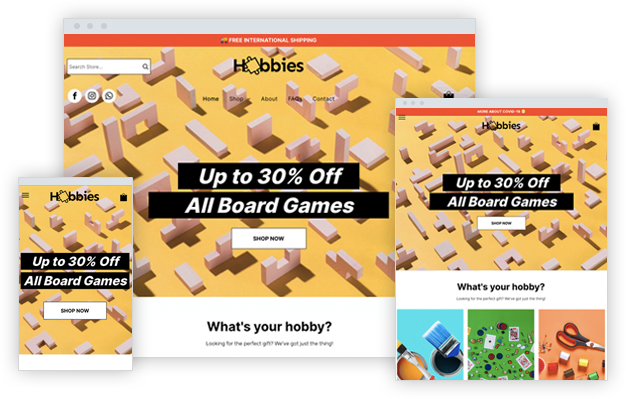 FREE INTERNATIONAL SHIPPING
Search Store...
Hobbies
Home Shop About FAQs Contact
Up to 30% Off
All Board Games
SHOP NOW
What's your hobby?
Looking for the perfect gift? We've got just the thing!
Hobbies
Up to 30% Off
All Board Games
SHOP NOW
MORE ABOUT COVID-19
Hobbies
Up to 30% Off
All Board Games
SHOP NOW
What's your hobby?
Looking for the perfect gift? We've got just the thing!